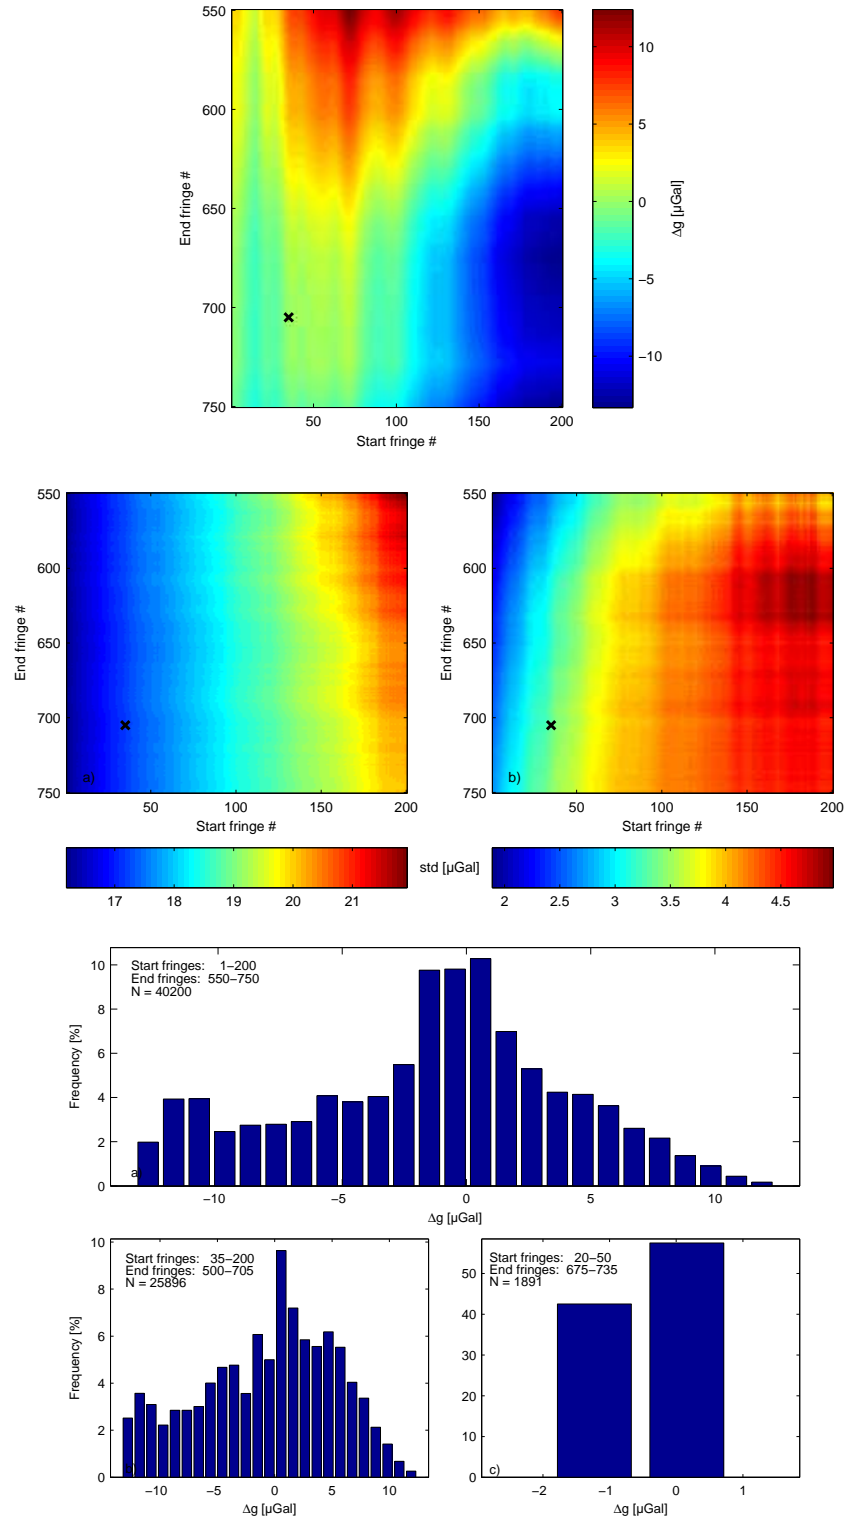 550
600
650
700
750
End fringe #
50
100
150
200
Start fringe #
10
5
0
−5
−10
Δg [µGal]
550
600
650
700
750
End fringe #
a)
50
100
150
200
Start fringe #
550
600
650
700
750
End fringe #
b)
50
100
150
200
Start fringe #
17
18
19
20
21
std [µGal]
2
2.5
3
3.5
4
4.5
Start fringes: 1−200
End fringes: 550−750
N = 40200
10
8
6
4
2
0
Frequency [%]
a)
−10
−5
0
5
10
Δg [µGal]
Start fringes: 35−200
End fringes: 500−705
N = 25896
10
8
6
4
2
0
Frequency [%]
b)
−10
−5
0
5
10
Δg [µGal]
Start fringes: 20−50
End fringes: 675−735
N = 1891
50
40
30
20
10
0
c)
−2
−1
0
1
Δg [µGal]